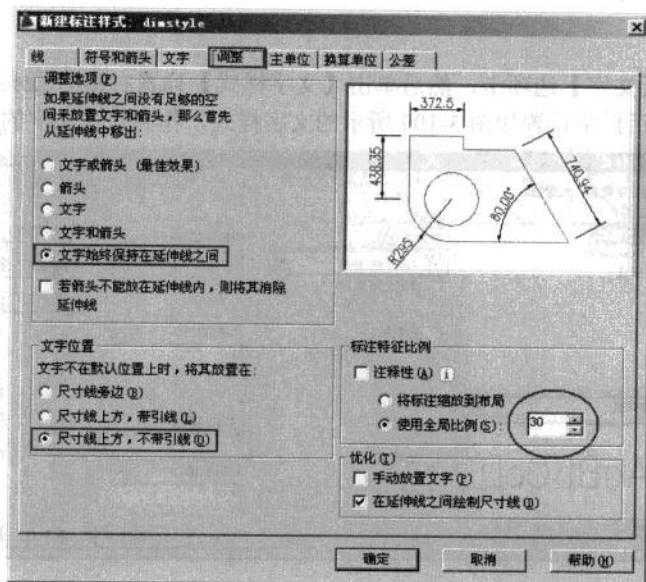 新建标注样式: dimstyle
线 符号和箭头 文字 调整 主单位 换算单位 公差
调整选项(F)
如果延伸线之间没有足够的空
间来放置文字和箭头，那么首先
从延伸线中移出:
文字或箭头 (最佳效果)
箭头
文字
文字和箭头
文字始终保持在延伸线之间
若箭头不能放在延伸线内，则将其消除
延伸线
372.5
438.35
740.94
80.00°
R295
文字位置
文字不在默认位置上时，将其放置在:
尺寸线旁边(B)
尺寸线上方，带引线(L)
尺寸线上方，不带引线(O)
标注特征比例
注释性(A)
将标注缩放到布局
使用全局比例(S):
30
优化(T)
手动放置文字(P)
在延伸线之间绘制尺寸线(D)
确定 取消 帮助(H)